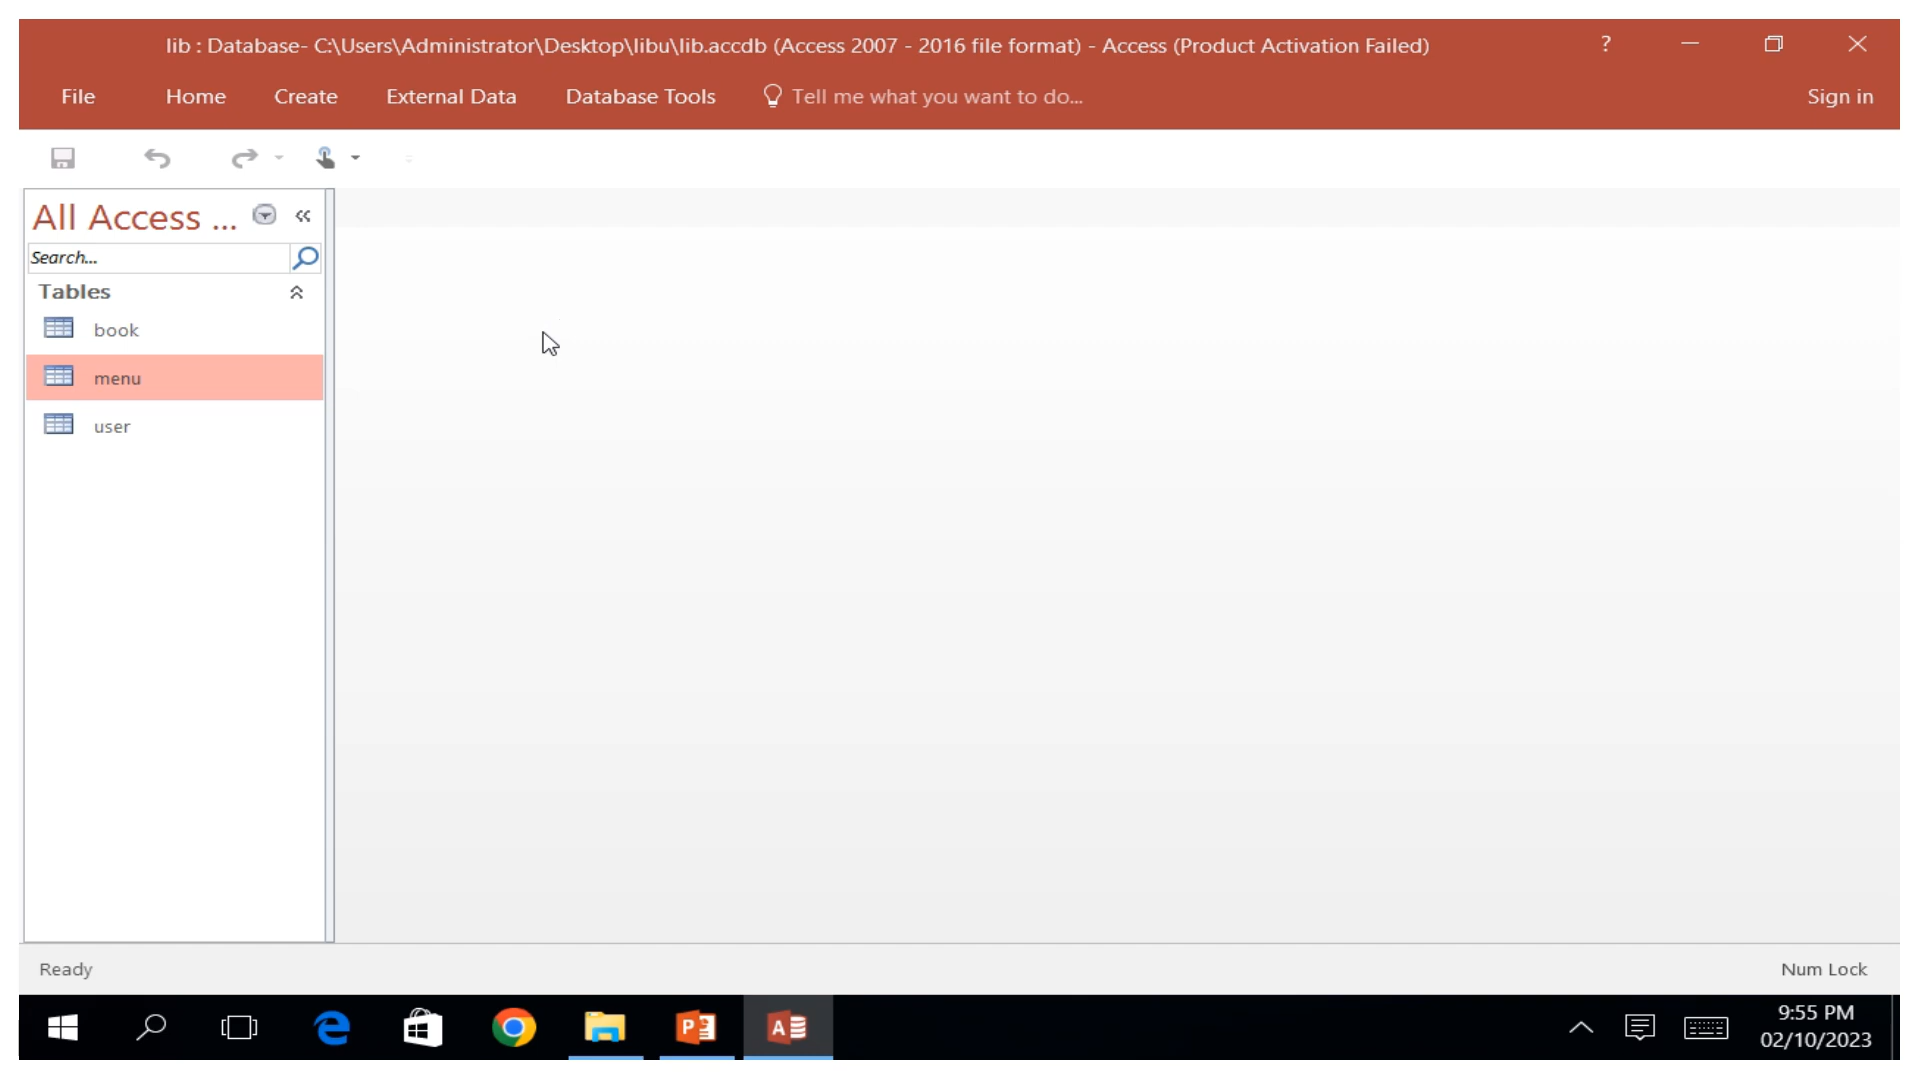 lib : Database- C:\Users\Administrator\Desktop\libu\lib.accdb (Access 2007 - 2016 file format) - Access (Product Activation Failed)
?
File Home Create External Data Database Tools Tell me what you want to do... Sign in
All Access ...
Search...
Tables
book
menu
user
Ready Num Lock
9:55 PM
02/10/2023